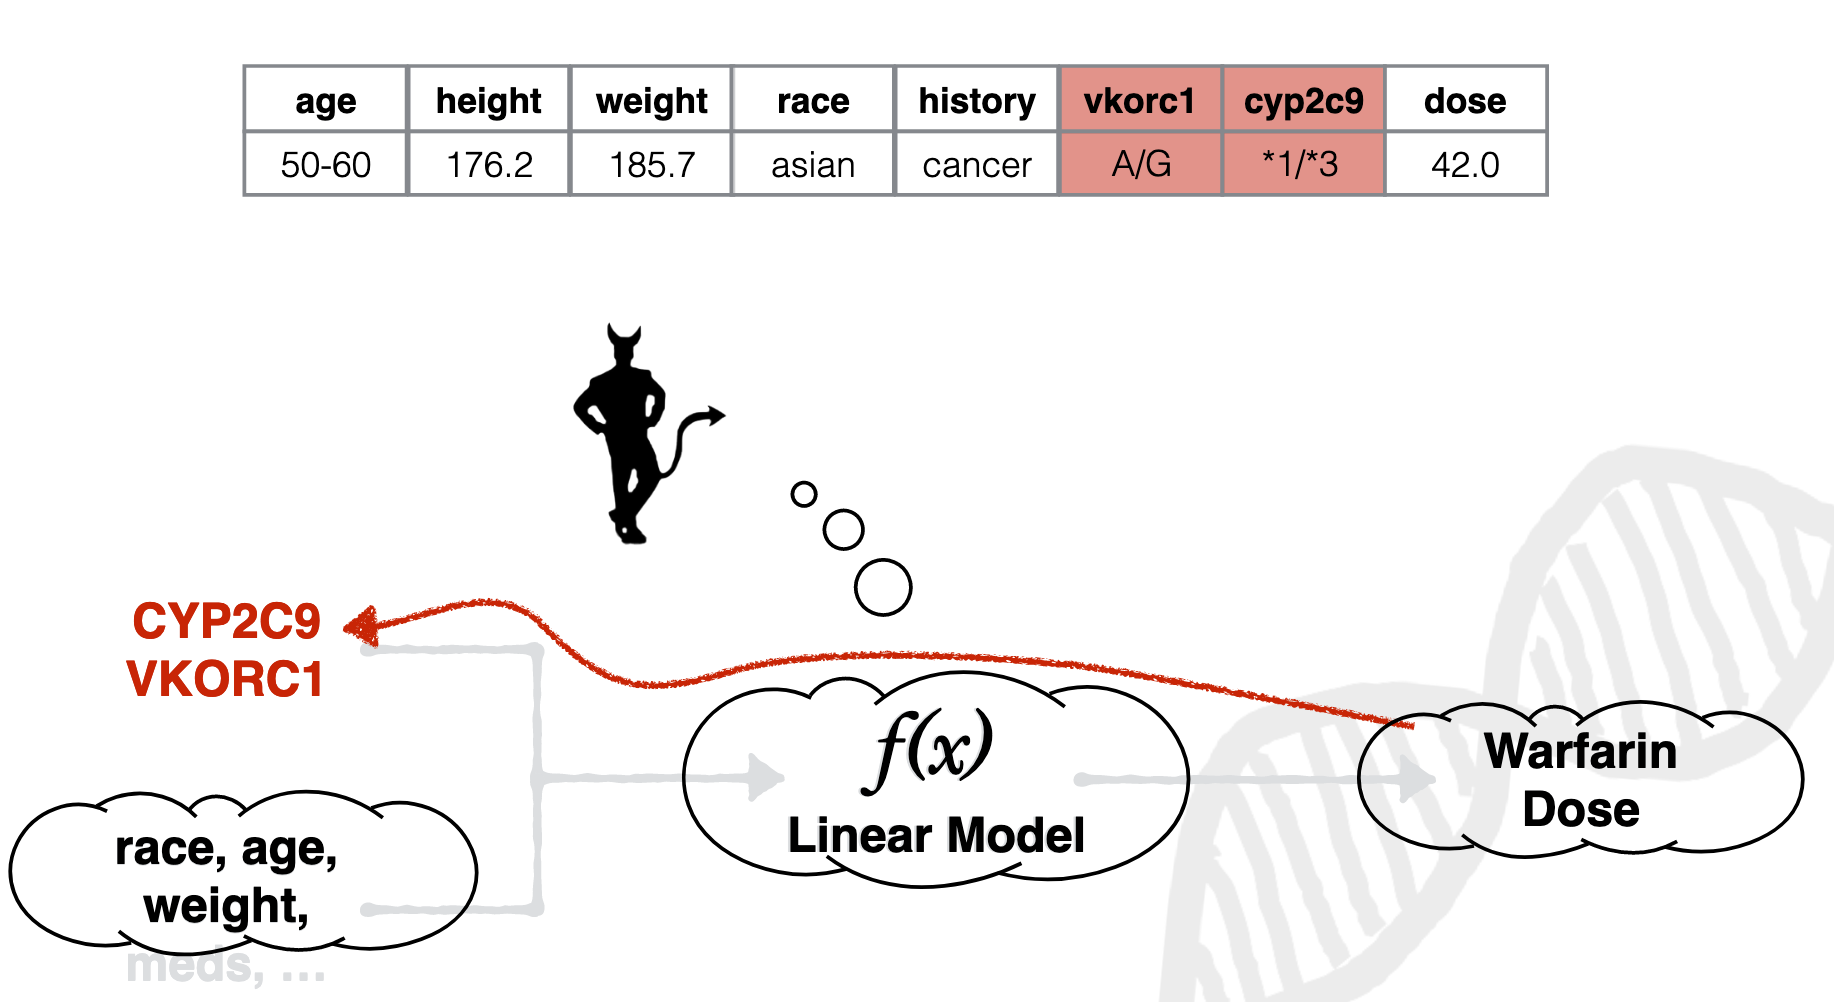 age height weight race history vkorc1 cyp2c9 dose
50-60 176.2 185.7 asian cancer A/G *1/*3 42.0
CYP2C9
VKORC1
f(x)
Linear Model
Warfarin
Dose
race, age,
weight,
meds, ...